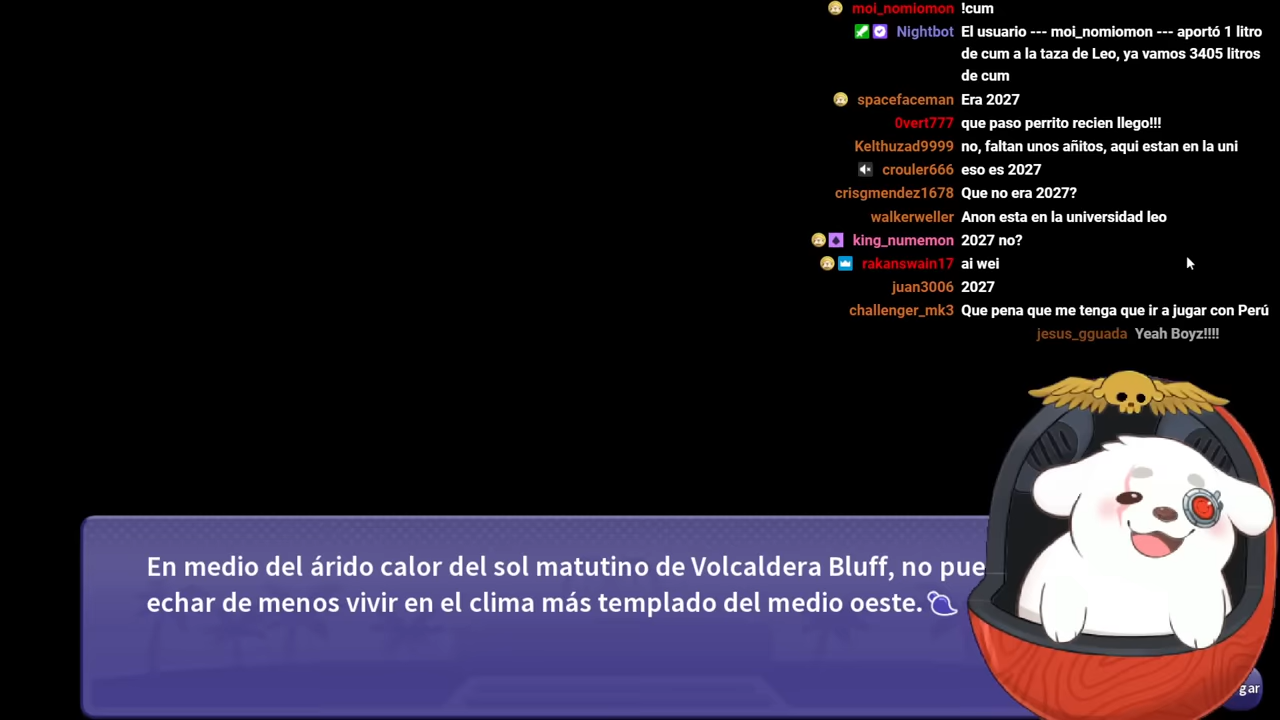 moi_nomiomon !cum
Nightbot El usuario --- moi_nomiomon --- aportó 1 litro
de cum a la taza de Leo, ya vamos 3405 litros
de cum
spacefaceman Era 2027
0vert777 que paso perrito recien llego!!!
Kelthuzad9999 no, faltan unos añitos, aqui estan en la uni
crouler666 eso es 2027
crisgmendez1678 Que no era 2027?
walkerweller Anon esta en la universidad leo
king_numemon 2027 no?
rakanswain17 ai wei
juan3006 2027
challenger_mk3 Que pena que me tenga que ir a jugar con Perú
jesus_gguada Yeah Boyz!!!!
En medio del árido calor del sol matutino de Volcaldera Bluff, no pue
echar de menos vivir en el clima más templado del medio oeste.
gar